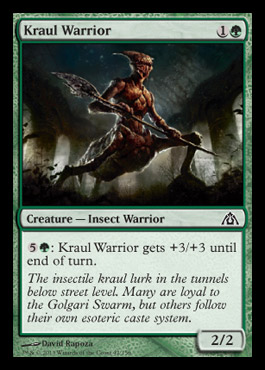 Kraul Warrior 1
Creature — Insect Warrior
5 : Kraul Warrior gets +3/+3 until
end of turn.
The insectile kraul lurk in the tunnels
below street level. Many are loyal to
the Golgari Swarm, but others follow
their own esoteric caste system.
David Rapoza
2/2